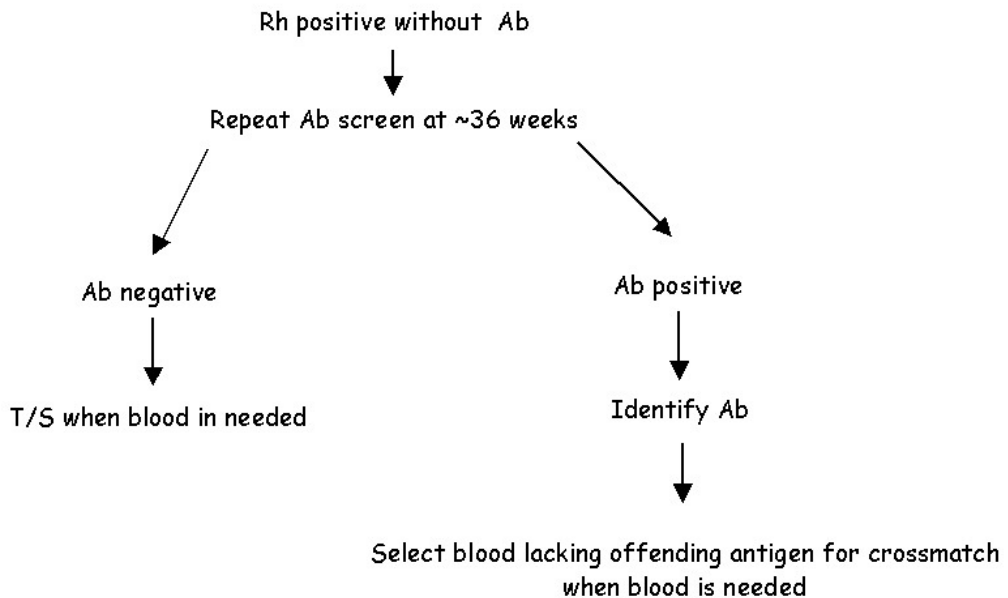 Rh positive without Ab
Repeat Ab screen at ~36 weeks
Ab negative
Ab positive
T/S when blood in needed
Identify Ab
Select blood lacking offending antigen for crossmatch
when blood is needed